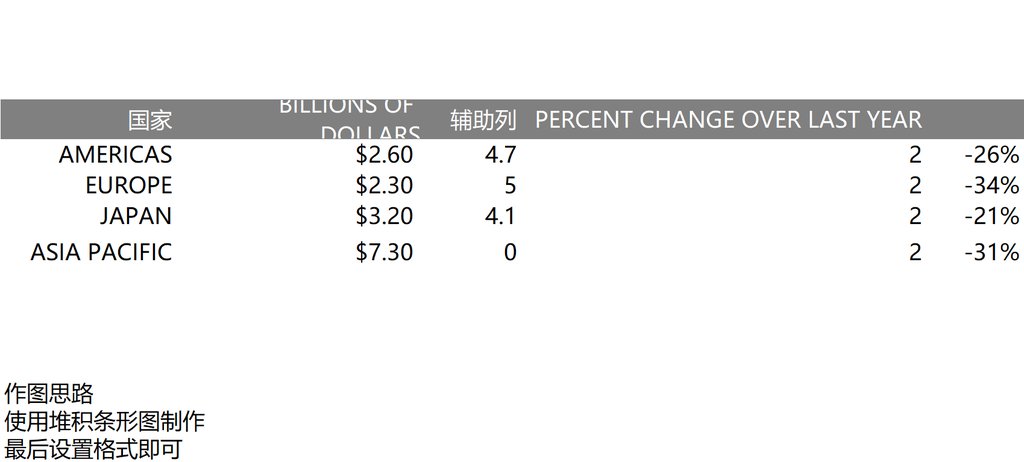 国家 BILLIONS OF DOLLARS 辅助列 PERCENT CHANGE OVER LAST YEAR
AMERICAS $2.60 4.7 2 -26%
EUROPE $2.30 5 2 -34%
JAPAN $3.20 4.1 2 -21%
ASIA PACIFIC $7.30 0 2 -31%
作图思路
使用堆积条形图制作
最后设置格式即可